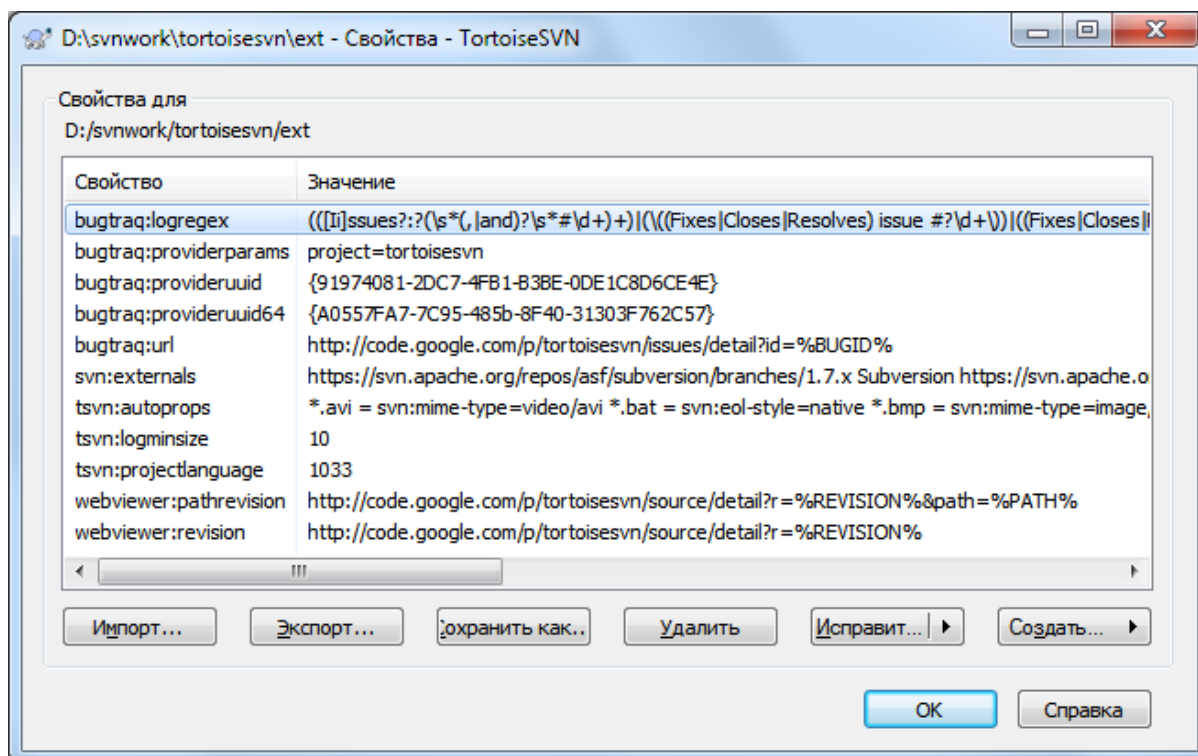 D:\svnwork\tortoisesvn\ext - Свойства - TortoiseSVN
Свойства для
D:/svnwork/tortoisesvn/ext
Свойство Значение
bugtraq:logregex (([Ii]ssues?:?(\s*(,|and)?\s*#\d+)+)|(\((Fixes|Closes|Resolves) issue #?\d+\))|((Fixes|Closes|
bugtraq:providerparams project=tortoisesvn
bugtraq:provideruuid {91974081-2DC7-4FB1-B3BE-0DE1C8D6CE4E}
bugtraq:provideruuid64 {A0557FA7-7C95-485b-8F40-31303F762C57}
bugtraq:url http://code.google.com/p/tortoisesvn/issues/detail?id=%BUGID%
svn:externals https://svn.apache.org/repos/asf/subversion/branches/1.7.x Subversion https://svn.apache.o
tsvn:autoprops *.avi = svn:mime-type=video/avi *.bat = svn:eol-style=native *.bmp = svn:mime-type=image,
tsvn:logminsize 10
tsvn:projectlanguage 1033
webviewer:pathrevision http://code.google.com/p/tortoisesvn/source/detail?r=%REVISION%&path=%PATH%
webviewer:revision http://code.google.com/p/tortoisesvn/source/detail?r=%REVISION%
Импорт... Экспорт... Сохранить как.. Удалить Исправит... Создать...
OK Справка